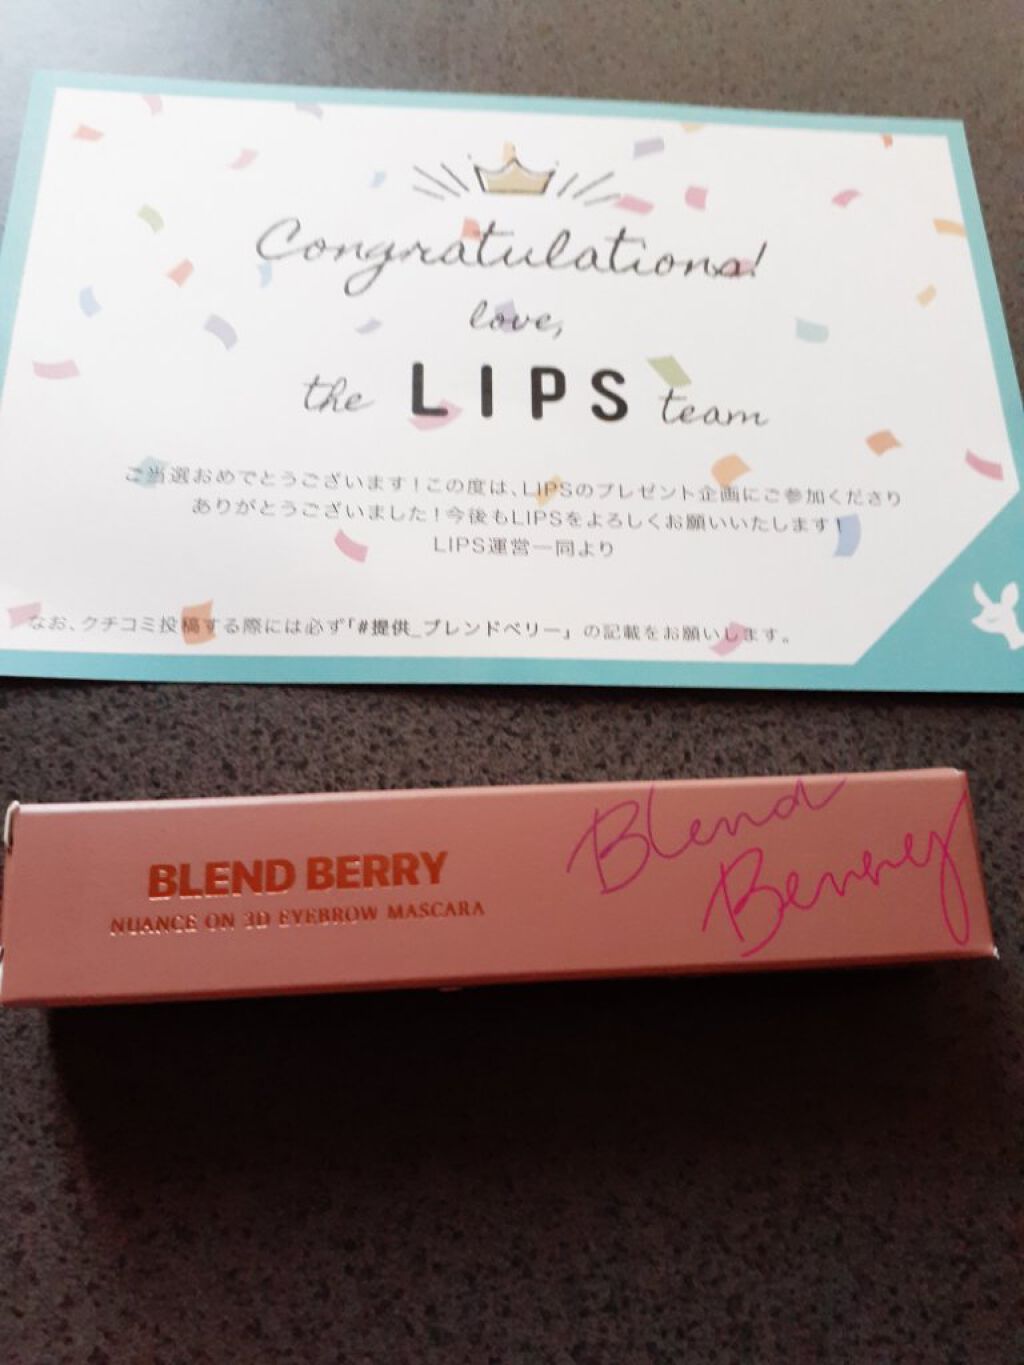 Congratulations!
love,
the LIPS team
ご当選おめでとうございます！この度は、LIPSのプレゼント企画にご参加くださり
ありがとうございました！今後もLIPSをよろしくお願いいたします！
LIPS運営一同より
なお、クチコミ投稿する際には必ず「#提供_ブレンドベリー」の記載をお願いします。
BLEND BERRY
NUANCE ON 3D EYEBROW MASCARA
Blend
Berry